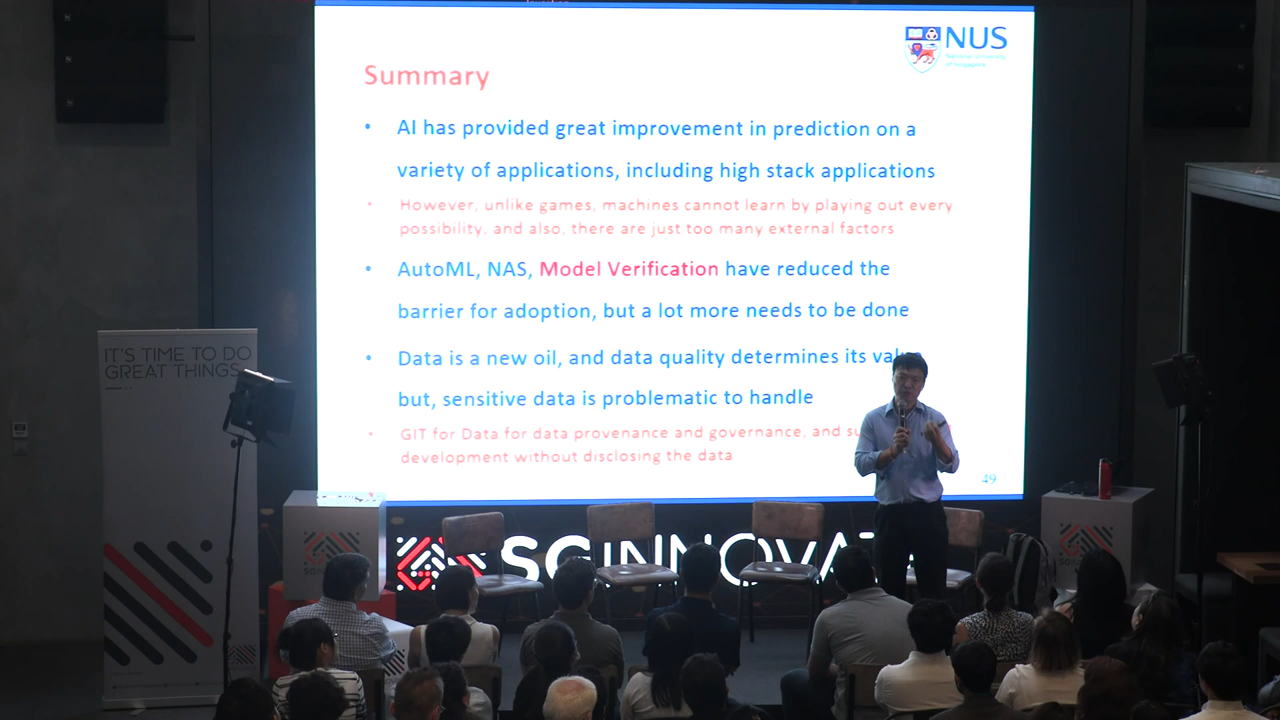 NUS
National University
of Singapore
Summary
• AI has provided great improvement in prediction on a
variety of applications, including high stack applications
• However, unlike games, machines cannot learn by playing out every
possibility, and also, there are just too many external factors
• AutoML, NAS, Model Verification have reduced the
barrier for adoption, but a lot more needs to be done
• Data is a new oil, and data quality determines its
but, sensitive data is problematic to handle
• GIT for Data for data provenance and governance, and
development without disclosing the data
49
IT'S TIME TO DO
GREAT THINGS.
SGINNOVAT